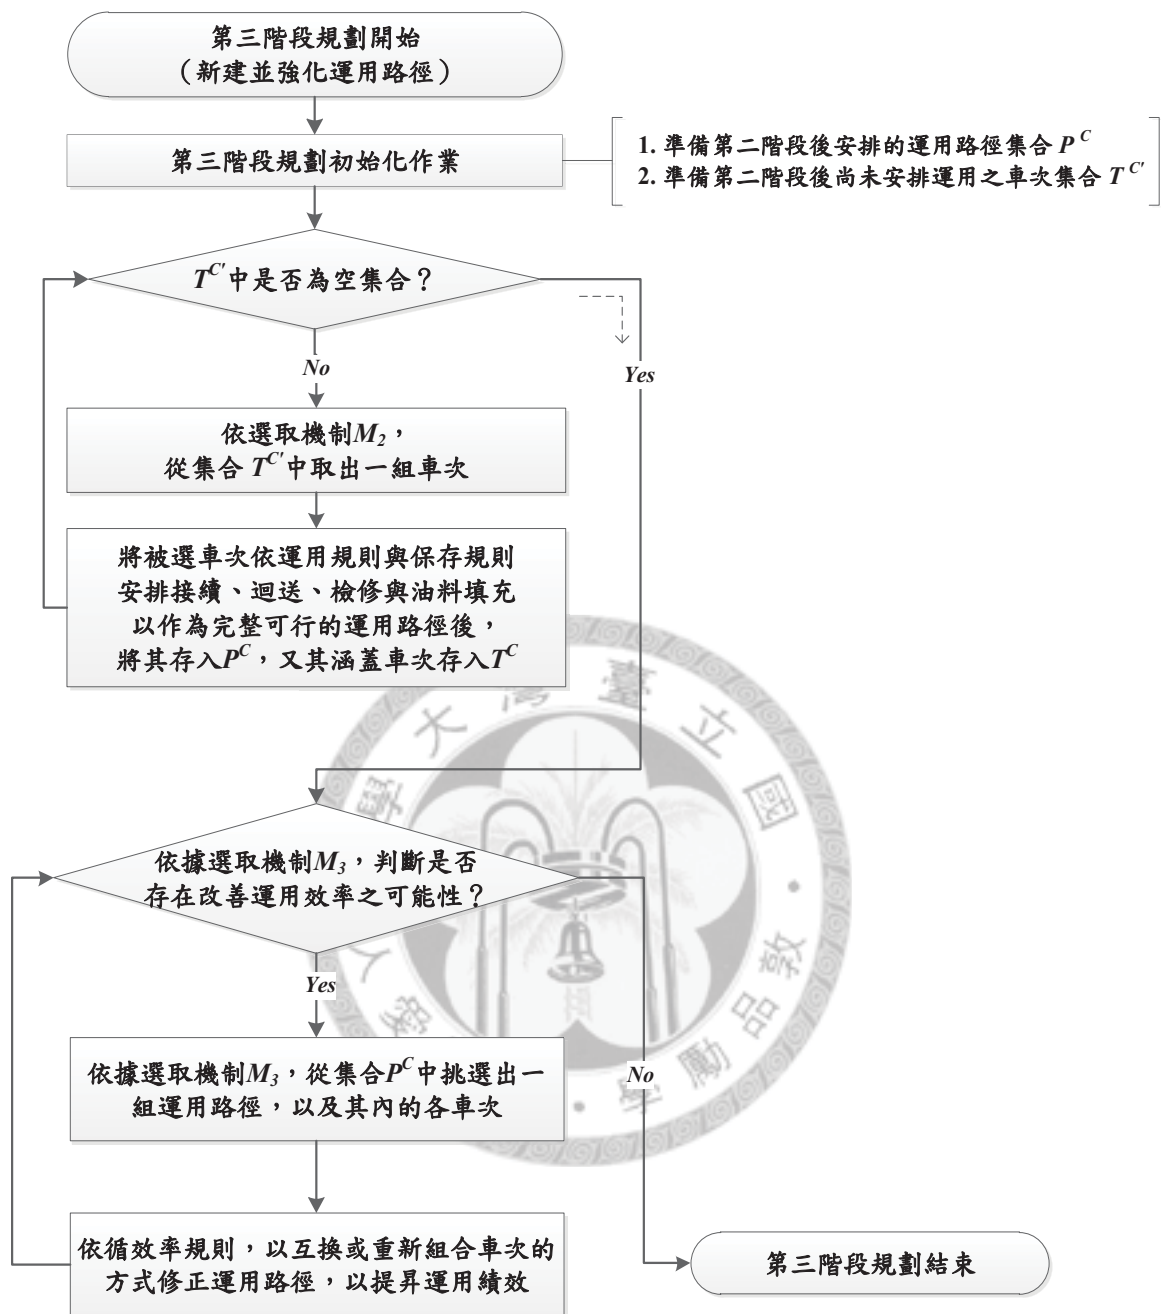 第三階段規劃開始
（新建並強化運用路徑）
第三階段規劃初始化作業
1. 準備第二階段後安排的運用路徑集合 P^C
2. 準備第二階段後尚未安排運用之車次集合 T^C'
T^C'中是否為空集合？
No
Yes
依選取機制M₂，
從集合 T^C'中取出一組車次
將被選車次依運用規則與保存規則
安排接續、迴送、檢修與油料填充
以作為完整可行的運用路徑後，
將其存入P^C，又其涵蓋車次存入T^C
依據選取機制M₃，判斷是否
存在改善運用效率之可能性？
Yes
No
依據選取機制M₃，從集合P^C中挑選出一
組運用路徑，以及其內的各車次
依循效率規則，以互換或重新組合車次的
方式修正運用路徑，以提昇運用績效
第三階段規劃結束